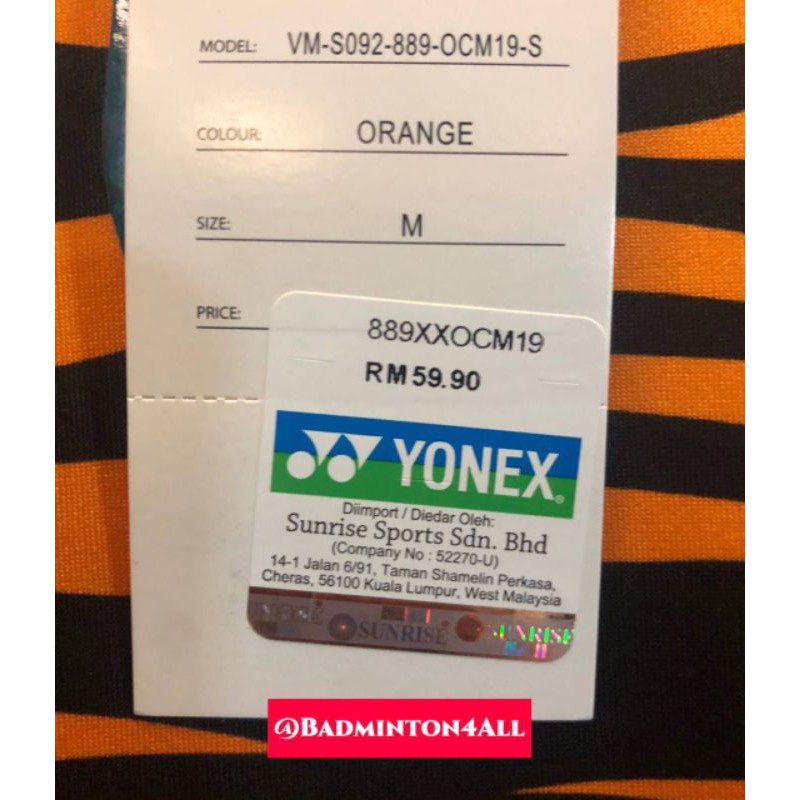 MODEL: VM-S092-889-OCM19-S
COLOUR: ORANGE
SIZE: M
PRICE:
889XXOCM19
RM59.90
YONEX®
Diimport / Diedar Oleh:
Sunrise Sports Sdn. Bhd
(Company No : 52270-U)
14-1 Jalan 6/91, Taman Shamelin Perkasa,
Cheras, 56100 Kuala Lumpur, West Malaysia
SUNRISE SUNRISE
@BADMINTON4ALL